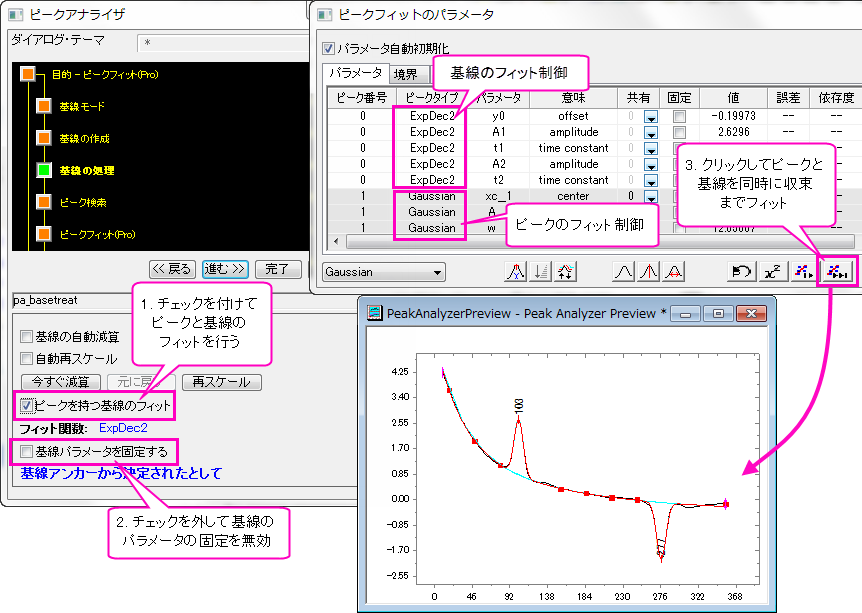 ピークアナライザ
ダイアログ・テーマ
*
目的 - ピークフィット(Pro)
基線モード
基線の作成
基線の処理
ピーク検索
ピークフィット(Pro)
<< 戻る
進む >>
完了
pa_basetreat
1. チェックを付けて
ピークと基線の
フィットを行う
基線の自動減算
自動再スケール
今すぐ減算
元に戻
再スケール
ピークを持つ基線のフィット
フィット関数: ExpDec2
基線パラメータを固定する
基線アンカーから決定されたとして
2. チェックを外して基線の
パラメータの固定を無効
ピークフィットのパラメータ
パラメータ自動初期化
パラメータ 境界
基線のフィット制御
ピーク番号 ピークタイプ パラメータ 意味 共有 固定 値 誤差 依存度
0 ExpDec2 y0 offset 0 -0.19973 -- --
0 ExpDec2 A1 amplitude 0 2.6296 -- --
0 ExpDec2 t1 time constant 0
0 ExpDec2 A2 amplitude 0
0 ExpDec2 t2 time constant 0
1 Gaussian xc_1 center 0
1 Gaussian A
1 Gaussian w
ピークのフィット制御
3. クリックしてピークと
基線を同時に収束
までフィット
Gaussian
x²
PeakAnalyzerPreview - Peak Analyzer Preview *
4.25
3.40
2.55
1.70
0.85
0.00
-0.85
-1.70
-2.55
0 46 92 138 184 230 276 322 368
103